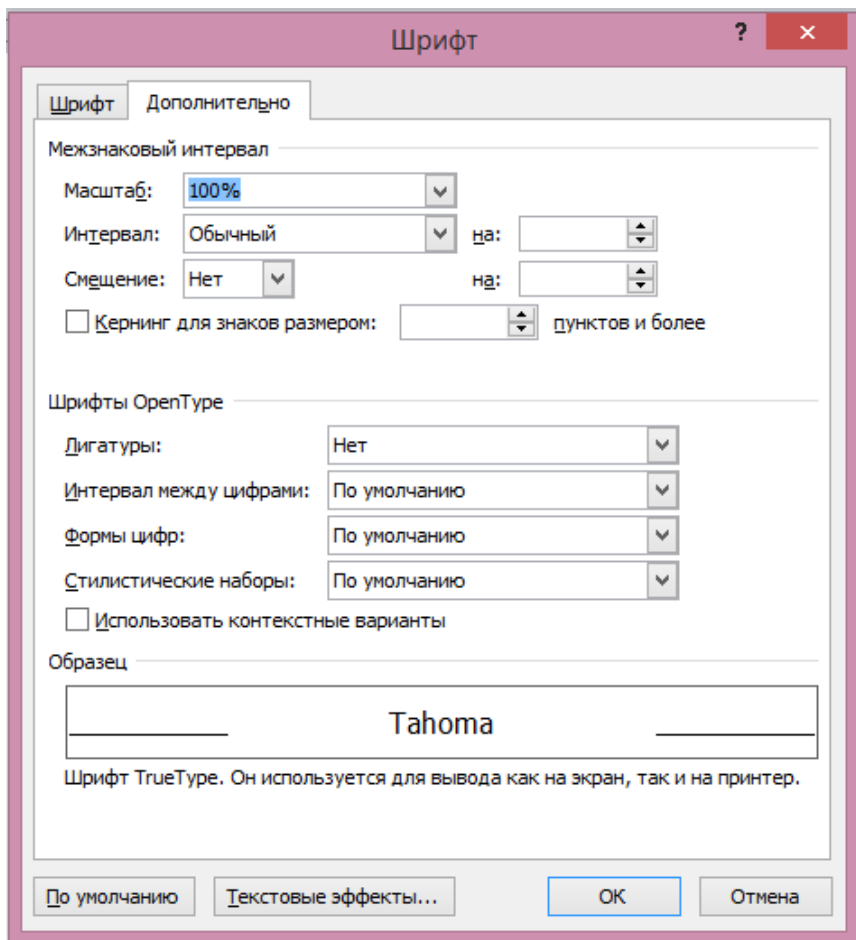 Шрифт ?
Шрифт Дополнительно
Межзнаковый интервал
Масштаб: 100%
Интервал: Обычный на:
Смещение: Нет на:
Кернинг для знаков размером: пунктов и более
Шрифты OpenType
Лигатуры: Нет
Интервал между цифрами: По умолчанию
Формы цифр: По умолчанию
Стилистические наборы: По умолчанию
Использовать контекстные варианты
Образец
Tahoma
Шрифт TrueType. Он используется для вывода как на экран, так и на принтер.
По умолчанию Текстовые эффекты... ОК Отмена